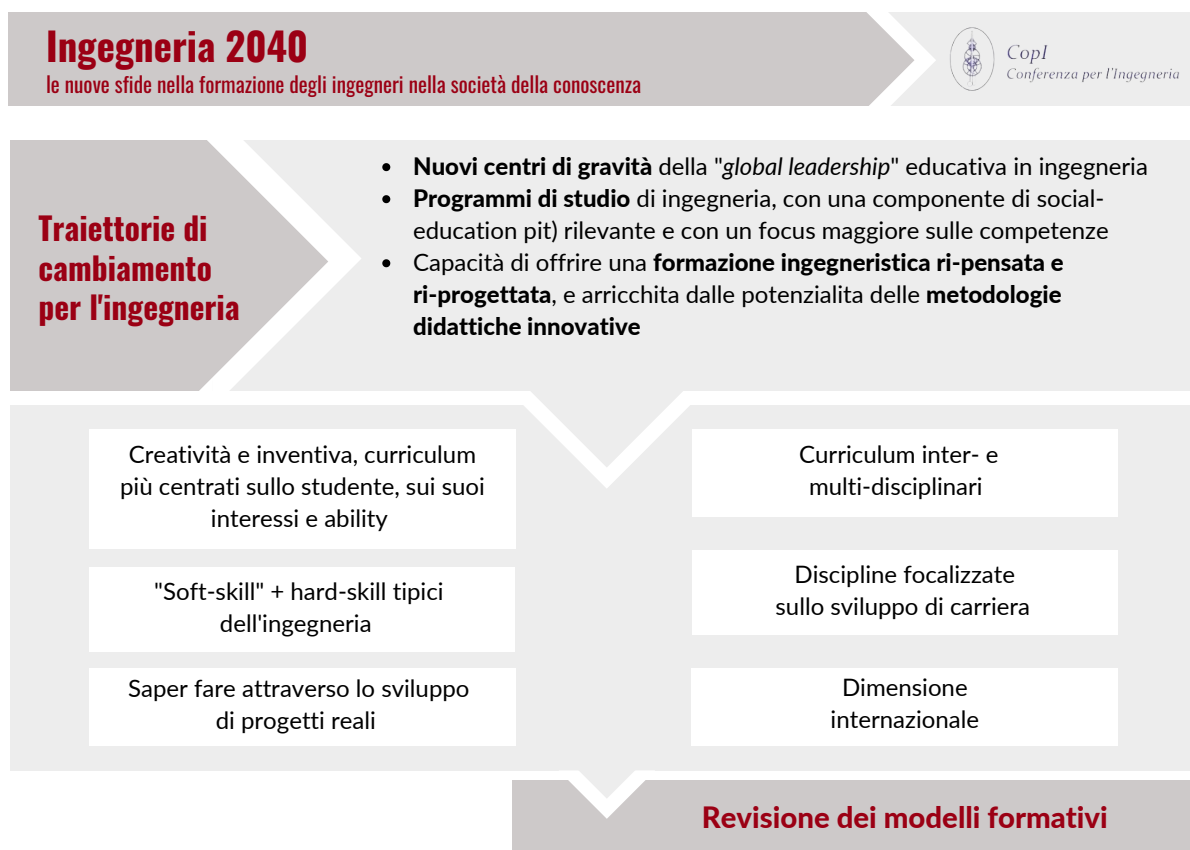 Ingegneria 2040
le nuove sfide nella formazione degli ingegneri nella società della conoscenza
CopI
Conferenza per l'Ingegneria
Traiettorie di
cambiamento
per l'ingegneria
• Nuovi centri di gravità della "global leadership" educativa in ingegneria
• Programmi di studio di ingegneria, con una componente di social-
education pit) rilevante e con un focus maggiore sulle competenze
• Capacità di offrire una formazione ingegneristica ri-pensata e
ri-progettata, e arricchita dalle potenzialita delle metodologie
didattiche innovative
Creatività e inventiva, curriculum
più centrati sullo studente, sui suoi
interessi e ability
"Soft-skill" + hard-skill tipici
dell'ingegneria
Saper fare attraverso lo sviluppo
di progetti reali
Curriculum inter- e
multi-disciplinari
Discipline focalizzate
sullo sviluppo di carriera
Dimensione
internazionale
Revisione dei modelli formativi